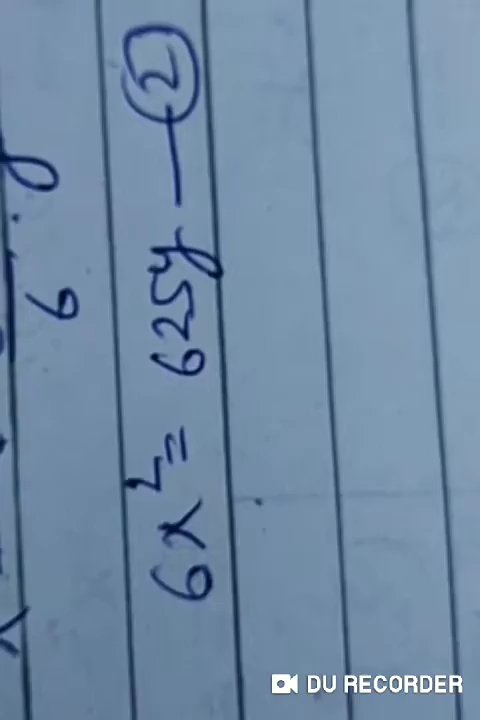 y
6
6x² = 625y — ②
DU RECORDER